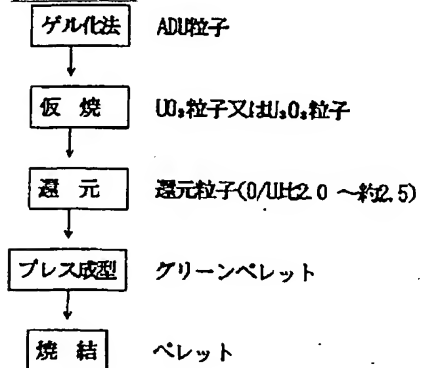 ゲル化法 ADU粒子
仮焼 UO₃粒子又はU₃O₈粒子
還元 還元粒子(O/U比2.0 ～約2.5)
プレス成型 グリーンペレット
焼結 ペレット